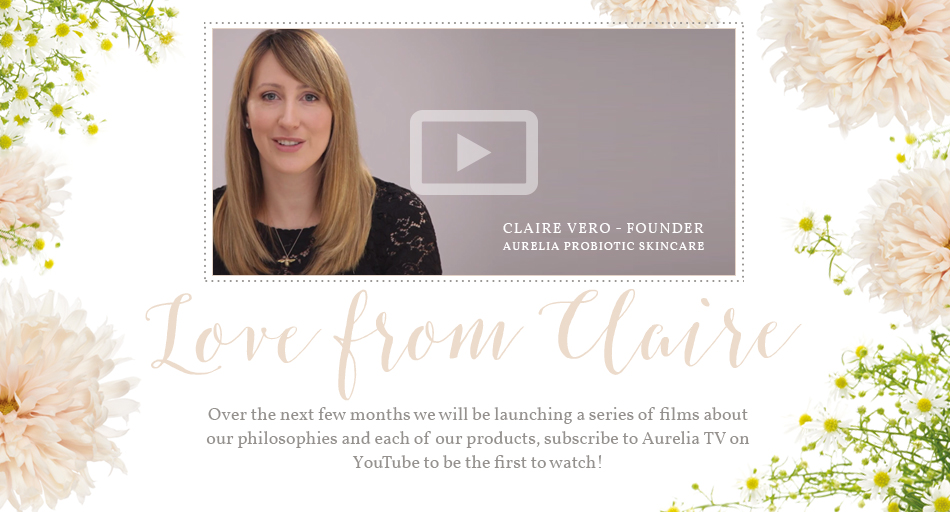 CLAIRE VERO - FOUNDER
AURELIA PROBIOTIC SKINCARE
Love from Claire
Over the next few months we will be launching a series of films about
our philosophies and each of our products, subscribe to Aurelia TV on
YouTube to be the first to watch!